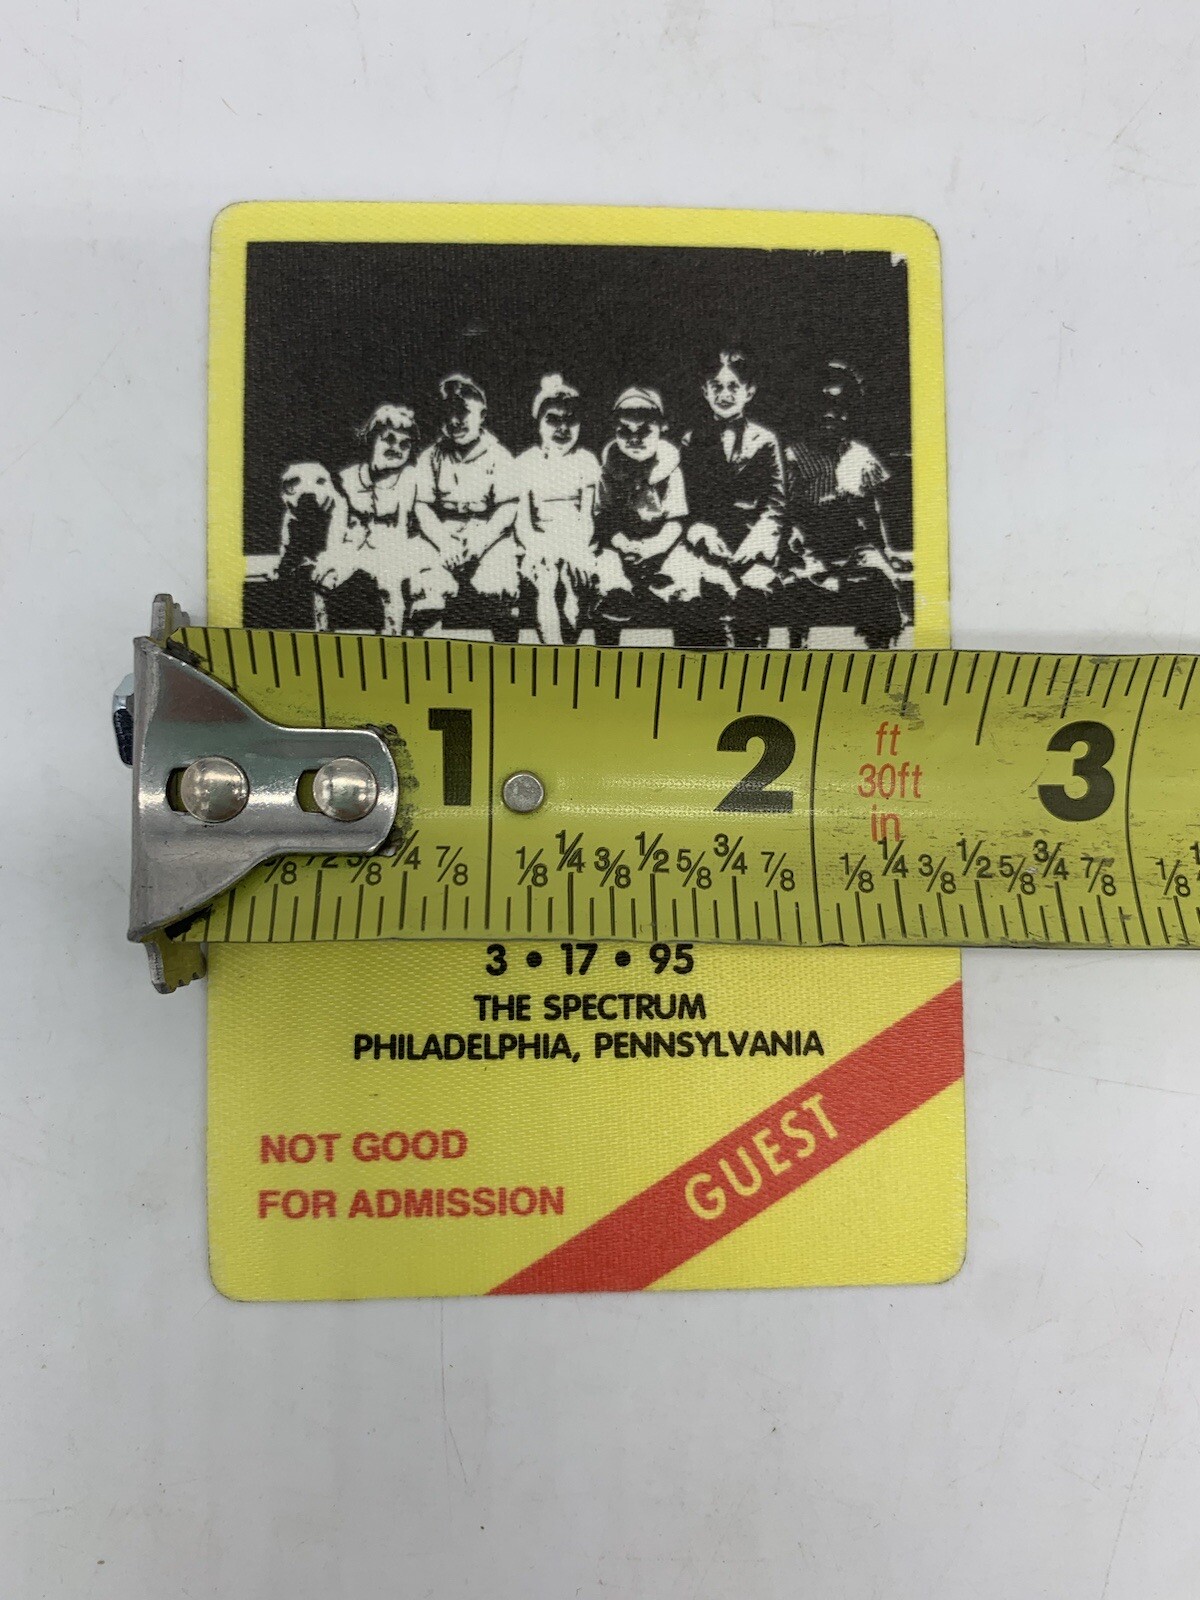 1 2 3
ft
30ft
in
5/8 3/4 7/8 1/8 1/4 3/8 1/2 5/8 3/4 7/8 1/8 1/4 3/8 1/2 5/8 3/4 7/8 1/8
3 • 17 • 95
THE SPECTRUM
PHILADELPHIA, PENNSYLVANIA
NOT GOOD
FOR ADMISSION
GUEST